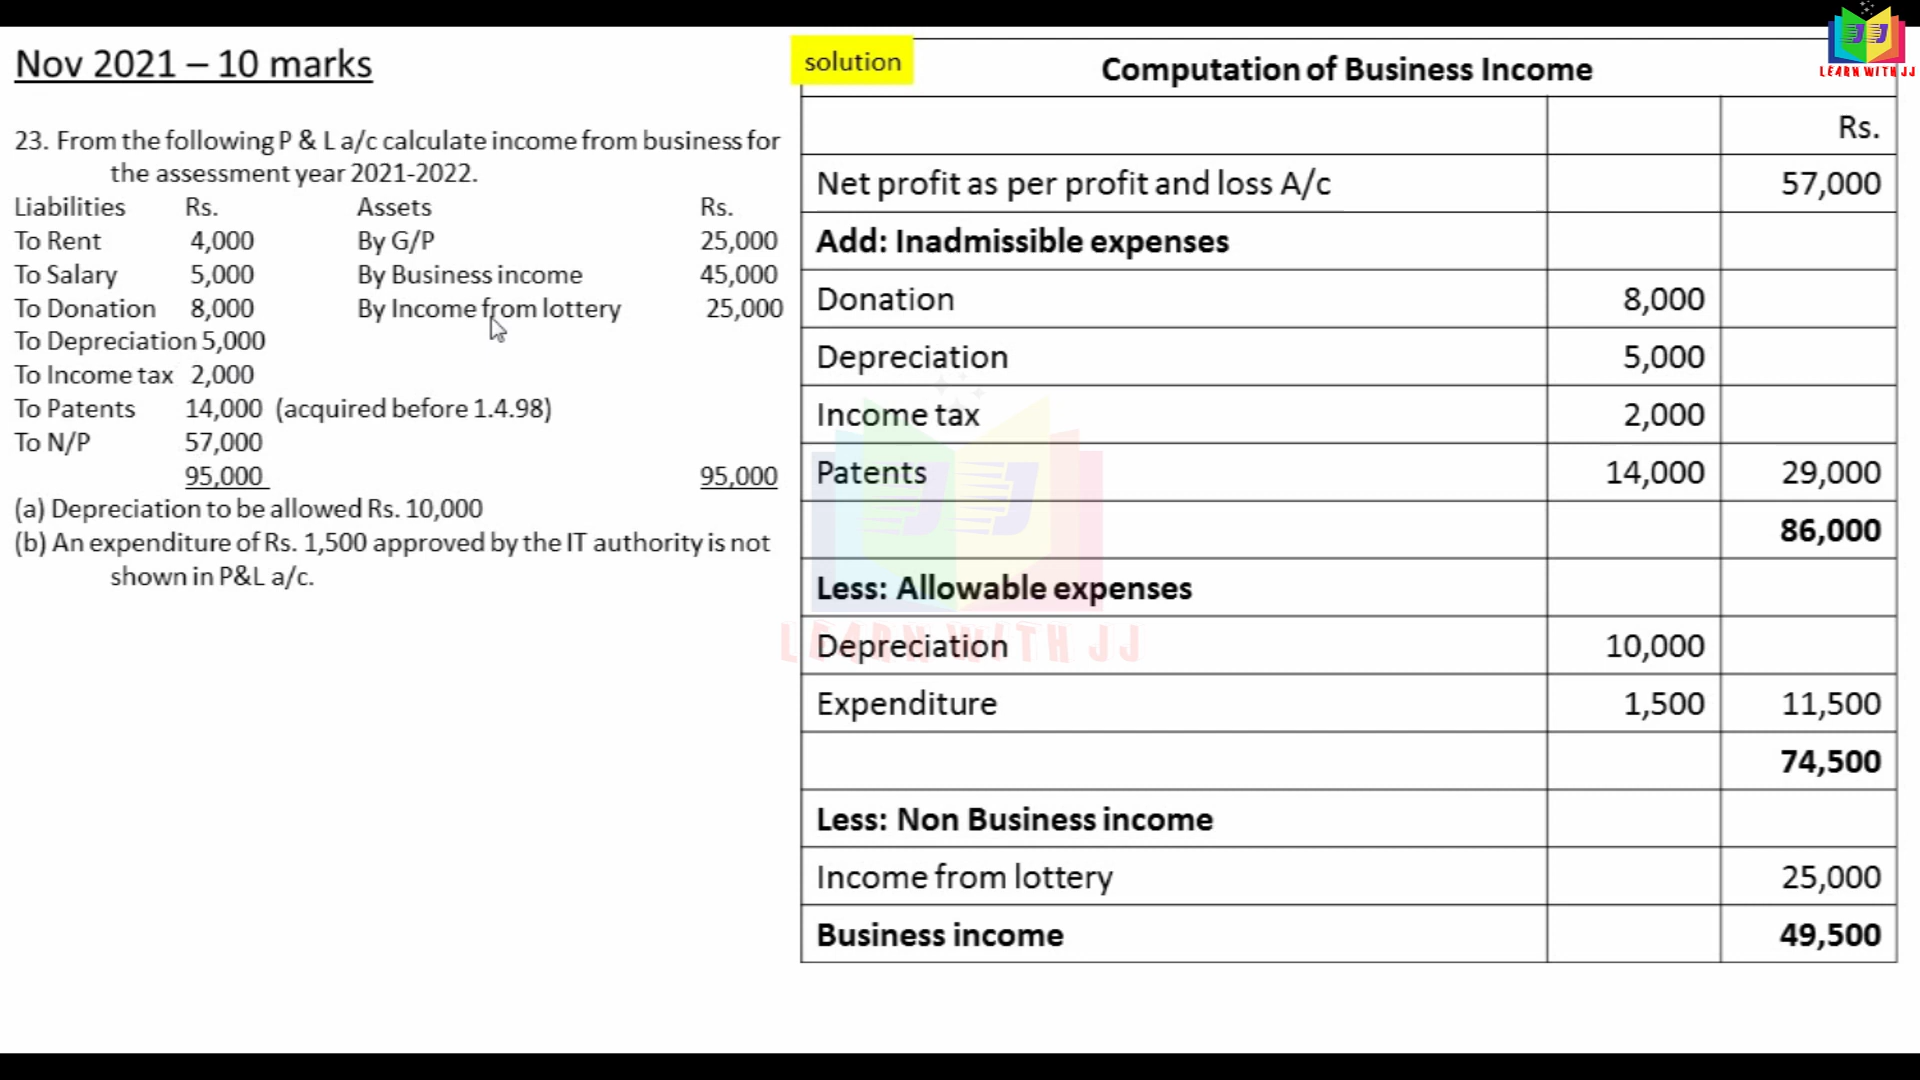 Nov 2021 – 10 marks
23. From the following P & L a/c calculate income from business for
the assessment year 2021-2022.
Liabilities Rs. Assets Rs.
To Rent 4,000 By G/P 25,000
To Salary 5,000 By Business income 45,000
To Donation 8,000 By Income from lottery 25,000
To Depreciation 5,000
To Income tax 2,000
To Patents 14,000 (acquired before 1.4.98)
To N/P 57,000
95,000 95,000
(a) Depreciation to be allowed Rs. 10,000
(b) An expenditure of Rs. 1,500 approved by the IT authority is not
shown in P&L a/c.
solution
Computation of Business Income
Rs.
Net profit as per profit and loss A/c 57,000
Add: Inadmissible expenses
Donation 8,000
Depreciation 5,000
Income tax 2,000
Patents 14,000 29,000
86,000
Less: Allowable expenses
Depreciation 10,000
Expenditure 1,500 11,500
74,500
Less: Non Business income
Income from lottery 25,000
Business income 49,500
JJ
LEARN WITH JJ
JJ
LEARN WITH JJ